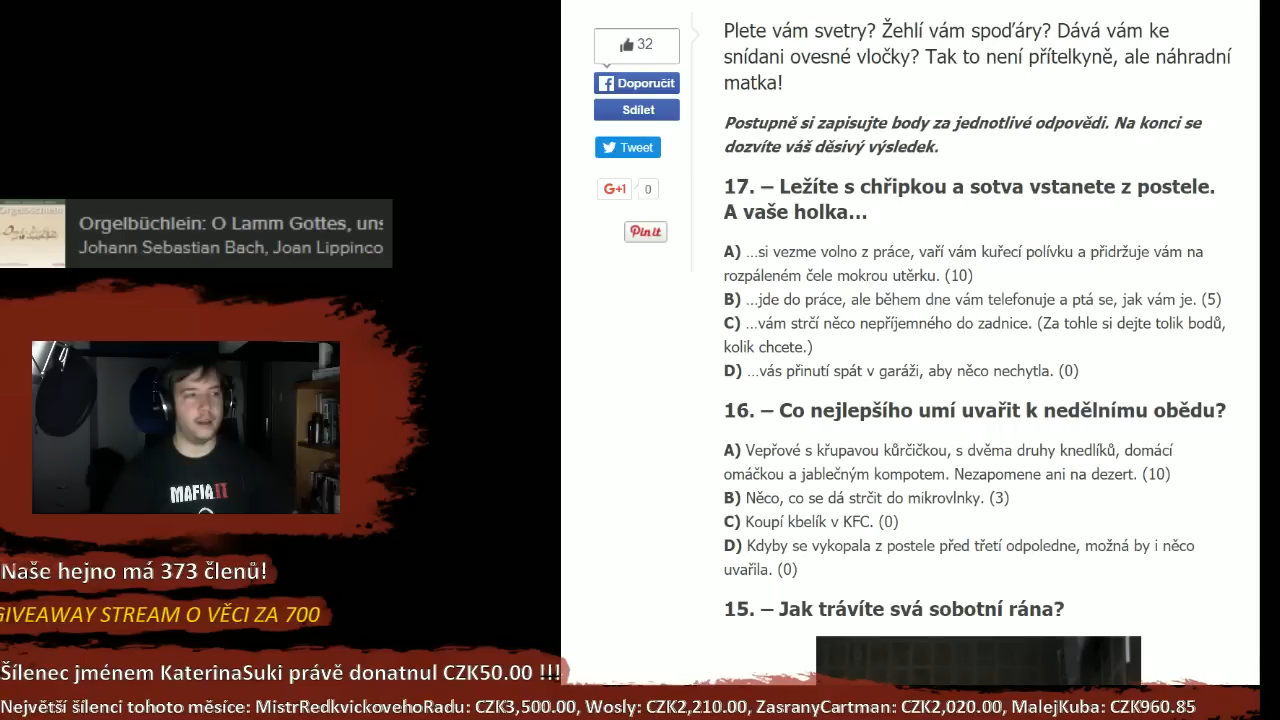 Orgelbüchlein
Orgelbüchlein: O Lamm Gottes, uns
Johann Sebastian Bach, Joan Lippinco
MAFIA II
Naše hejno má 373 členů!
GIVEAWAY STREAM O VĚCI ZA 700
Šílenec jménem KaterinaSuki právě donatnul CZK50.00 !!!
Největší šílenci tohoto měsíce: MistrRedkvickovehoRadu: CZK3,500.00, Wosly: CZK2,210.00, ZasranyCartman: CZK2,020.00, MalejKuba: CZK960.85
32
Doporučit
Sdílet
Tweet
G+1 0
Pinit
Plete vám svetry? Žehlí vám spoďáry? Dává vám ke
snídani ovesné vločky? Tak to není přítelkyně, ale náhradní
matka!
Postupně si zapisujte body za jednotlivé odpovědi. Na konci se
dozvíte váš děsivý výsledek.
17. – Ležíte s chřipkou a sotva vstanete z postele.
A vaše holka…
A) …si vezme volno z práce, vaří vám kuřecí polívku a přidržuje vám na
rozpáleném čele mokrou utěrku. (10)
B) …jde do práce, ale během dne vám telefonuje a ptá se, jak vám je. (5)
C) …vám strčí něco nepříjemného do zadnice. (Za tohle si dejte tolik bodů,
kolik chcete.)
D) …vás přinutí spát v garáži, aby něco nechytla. (0)
16. – Co nejlepšího umí uvařit k nedělnímu obědu?
A) Vepřové s křupavou kůrčičkou, s dvěma druhy knedlíků, domácí
omáčkou a jablečným kompotem. Nezapomene ani na dezert. (10)
B) Něco, co se dá strčit do mikrovlnky. (3)
C) Koupí kbelík v KFC. (0)
D) Kdyby se vykopala z postele před třetí odpoledne, možná by i něco
uvařila. (0)
15. – Jak trávíte svá sobotní rána?